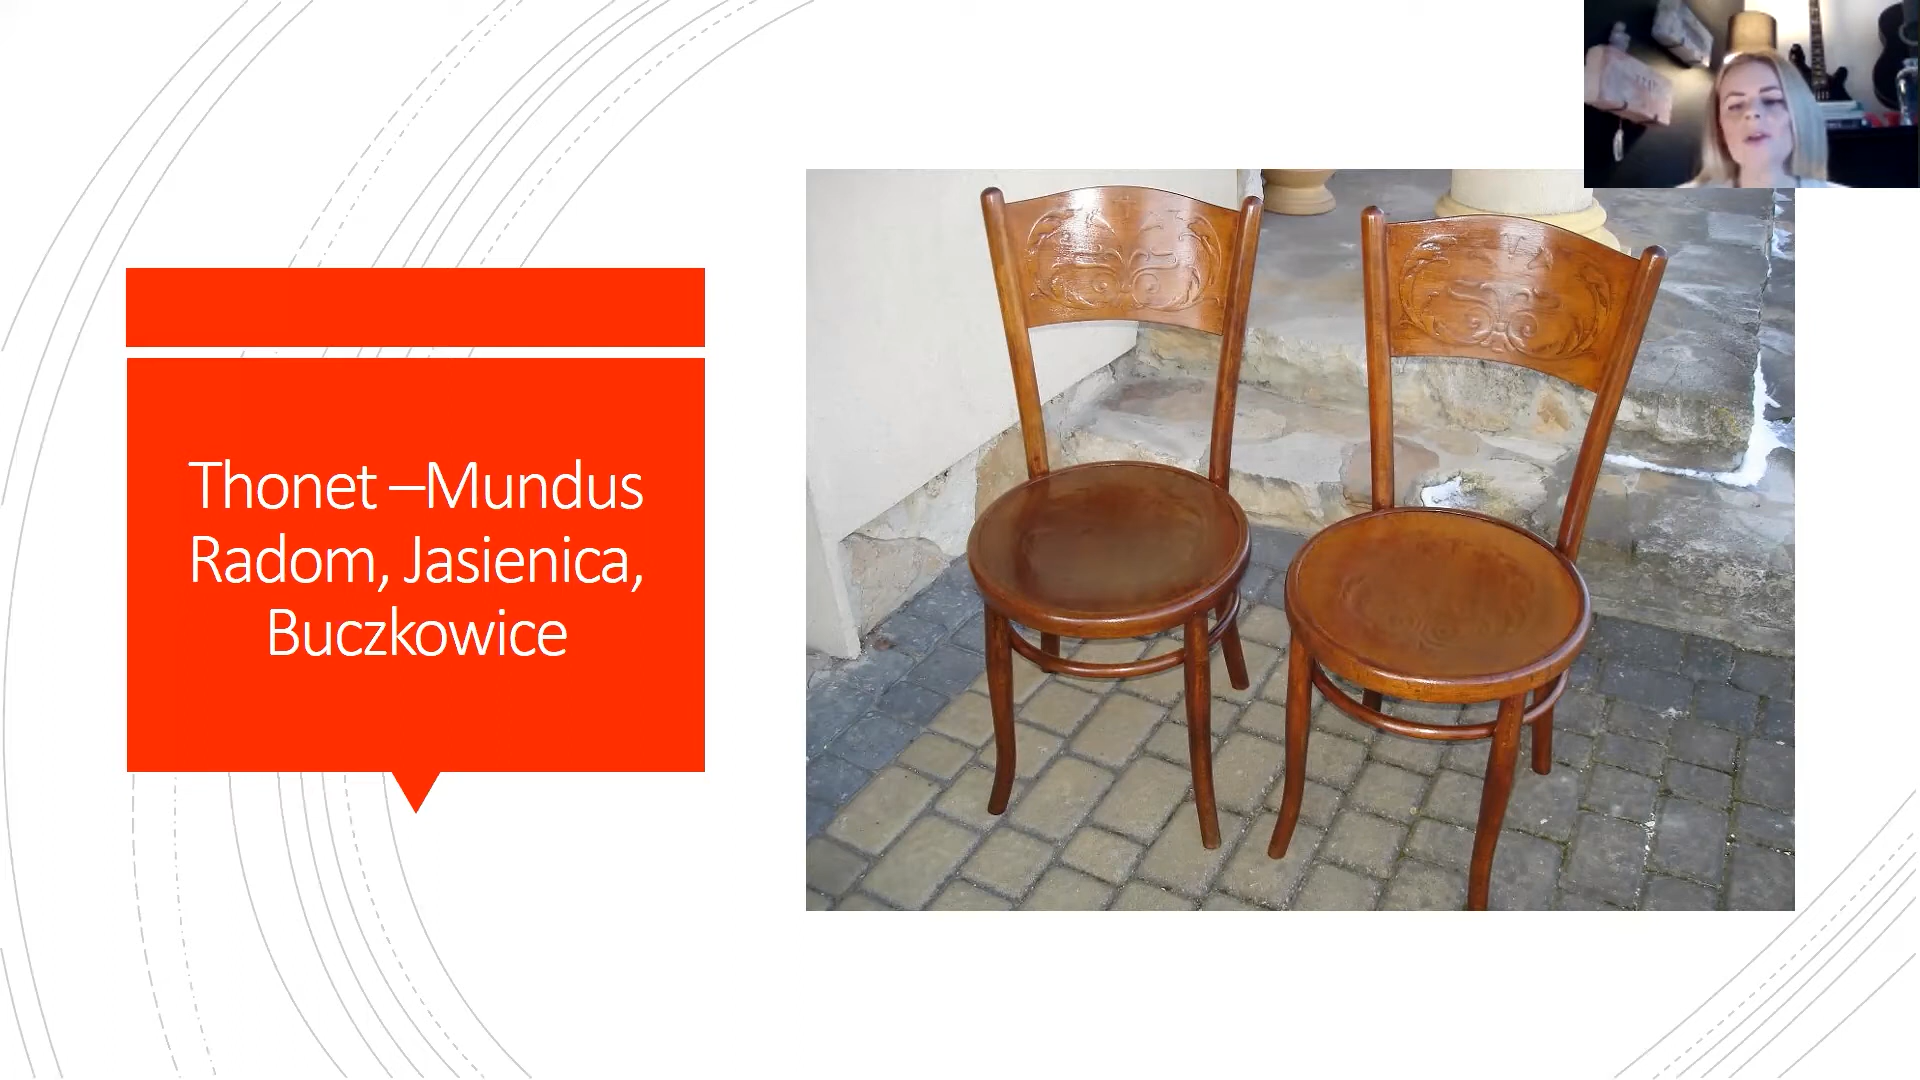 Thonet –Mundus
Radom, Jasienica,
Buczkowice